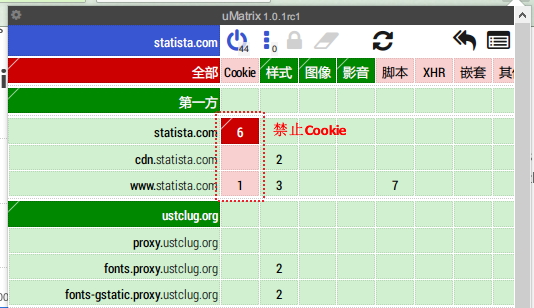 uMatrix 1.0.1rc1
statista.com 44 0
全部 Cookie 样式 图像 影音 脚本 XHR 嵌套
第一方
statista.com 6 禁止Cookie
cdn.statista.com 2
www.statista.com 1 3 7
ustclug.org
proxy.ustclug.org
fonts.proxy.ustclug.org 2
fonts-gstatic.proxy.ustclug.org 2